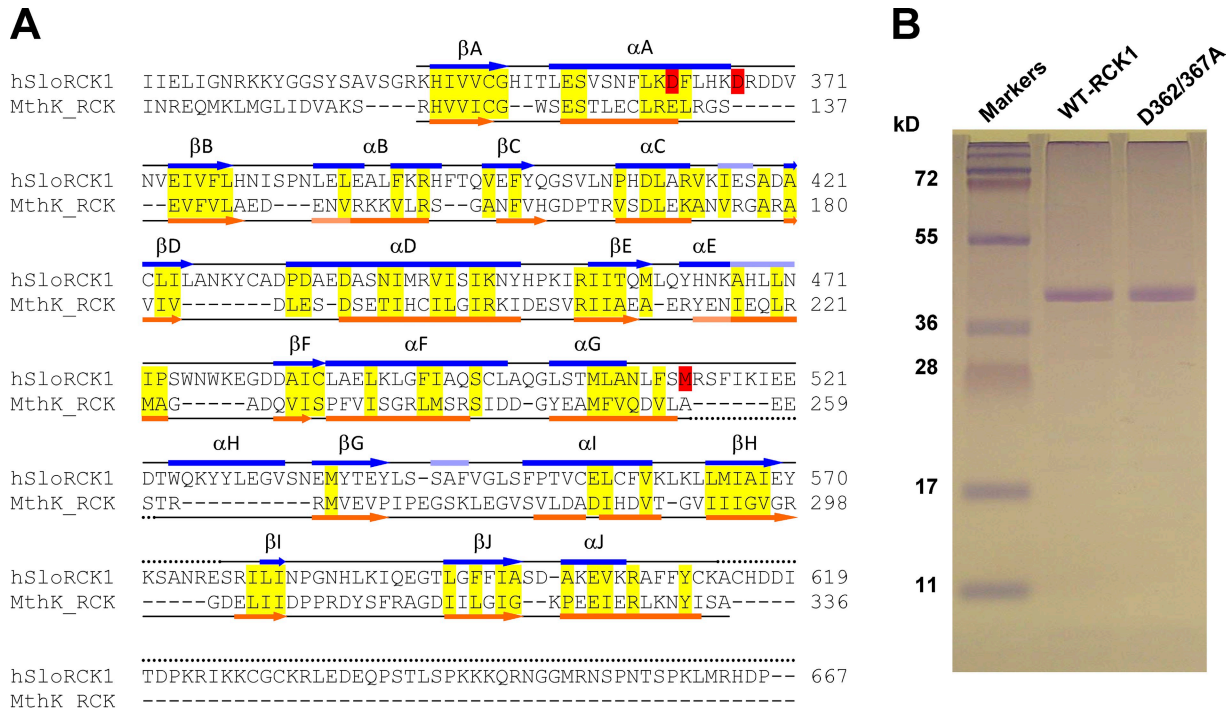 A
βA αA
hSloRCK1 IIELIGNRKKYGGSYSAVSGRKHIVVCGHITLESVSNFLKDFLHKDRDDV 371
MthK_RCK INREQMKLMGLIDVAKS----RHVVICG--WSESTLECLRELRGS----- 137
βB αB βC αC
hSloRCK1 NVEIVFLHNISPNLELEALFKRHFTQVEFYQGSVLNPHDLARVKIESADA 421
MthK_RCK --EVFVLAED---ENVRKKVLRS--GANFVHGDPTRVSDLEKANVRGARA 180
βD αD βE αE
hSloRCK1 CLILANKYCADPDAEDASNIMRVISIKNYHPKIRIITQMLQYHNKAHLLN 471
MthK_RCK VIV-------DLES-DSETIHCILGIRKIDESVRIIAEA-ERYENIEQLR 221
βF αF αG
hSloRCK1 IPSWNWKEGDDAICLAELKLGFIAQSCLAQGLSTMLANLFSMRSFIKIEE 521
MthK_RCK MAG-----ADQVISPFVISGRLMSRSIDD-GYEAMFVQDVLA------EE 259
αH βG αI βH
hSloRCK1 DTWQKYYLEGVSNEMYTEYLS-SAFVGLSFPTVCELCFVKLKLLMIAIEY 570
MthK_RCK STR----------RMVEVPIPEGSKLEGVSVLDADIHDVT-GVIIIGVGR 298
βI βJ αJ
hSloRCK1 KSANRESRILINPGNHLKIQEGTLGFFIASD-AKEVKRAFFYCKACHDDI 619
MthK_RCK -----GDELIIDPPRDYSFRAGDIILGIG--KPEEIERLKNYISA----- 336
hSloRCK1 TDPKRIKKCGCKRLEDEQPSTLSPKKKQRNGGMRNSPNTSPKLMRHDP-- 667
MthK_RCK --------------------------------------------------
B
Markers WT-RCK1 D362/367A
kD
72
55
36
28
17
11